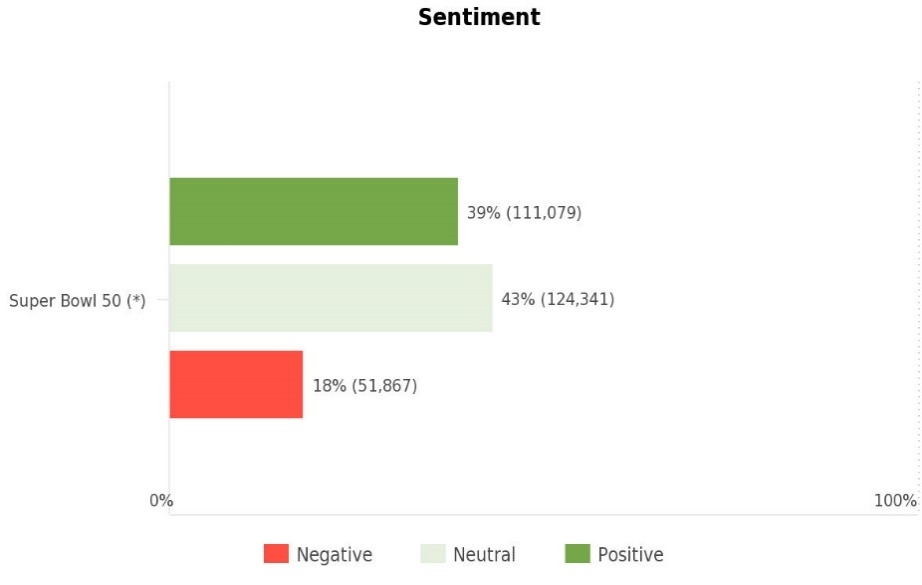 Sentiment
39% (111,079)
Super Bowl 50 (*)
43% (124,341)
18% (51,867)
0%
100%
Negative
Neutral
Positive